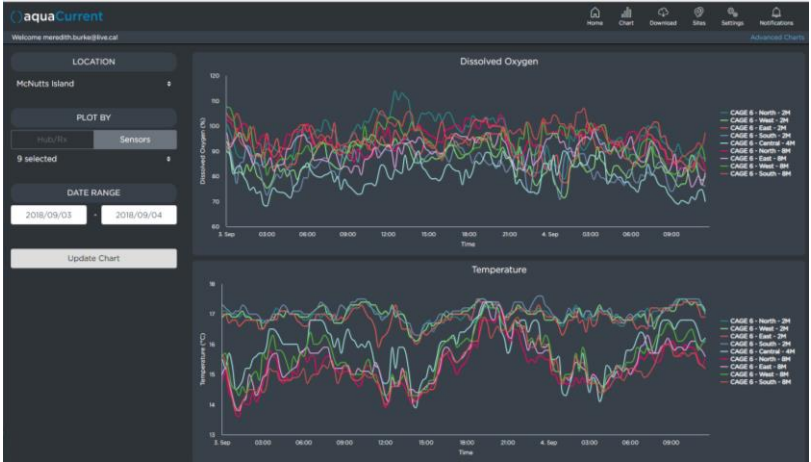 aquaCurrent
Home Chart Download Sites Settings Notifications
Welcome meredith.burke@live.ca!
Advanced Charts
LOCATION
McNutts Island
PLOT BY
Hub/Rx Sensors
9 selected
DATE RANGE
2018/09/03 - 2018/09/04
Update Chart
Dissolved Oxygen
Dissolved Oxygen (%)
120
110
100
90
80
70
60
3. Sep 03:00 06:00 09:00 12:00 15:00 18:00 21:00 4. Sep 03:00 06:00 09:00
Time
CAGE 6 - North - 2M
CAGE 6 - West - 2M
CAGE 6 - East - 2M
CAGE 6 - South - 2M
CAGE 6 - Central - 4M
CAGE 6 - North - 8M
CAGE 6 - East - 8M
CAGE 6 - West - 8M
CAGE 6 - South - 8M
Temperature
Temperature (°C)
18
17
16
15
14
13
3. Sep 03:00 06:00 09:00 12:00 15:00 18:00 21:00 4. Sep 03:00 06:00 09:00
Time
CAGE 6 - North - 2M
CAGE 6 - West - 2M
CAGE 6 - East - 2M
CAGE 6 - South - 2M
CAGE 6 - Central - 4M
CAGE 6 - North - 8M
CAGE 6 - East - 8M
CAGE 6 - West - 8M
CAGE 6 - South - 8M